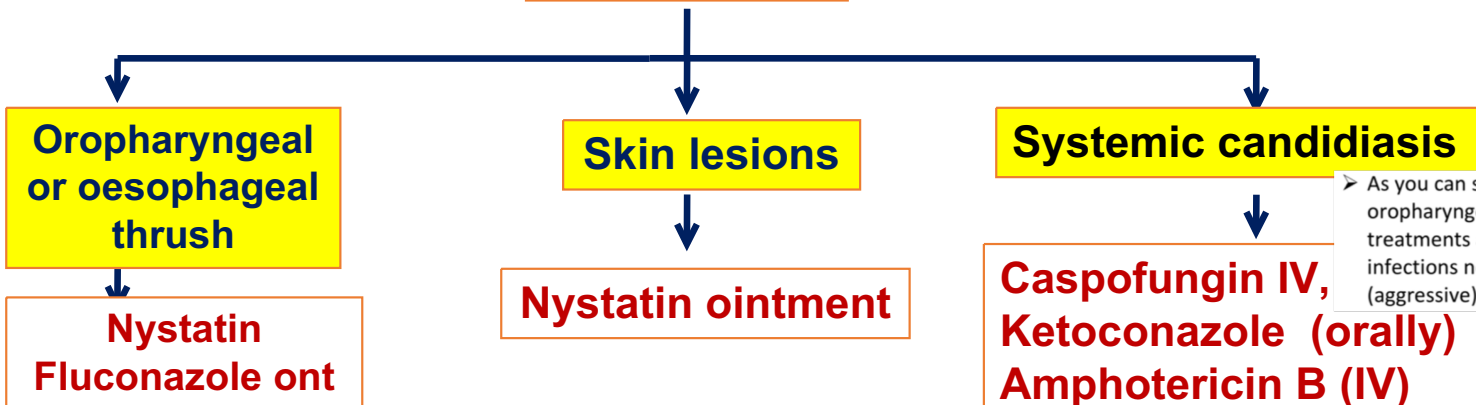 Oropharyngeal
or oesophageal
thrush
Skin lesions
Systemic candidiasis
Nystatin
Fluconazole ont
Nystatin ointment
Caspofungin IV,
Ketoconazole (orally)
Amphotericin B (IV)
➢ As you can
treatments
infections
(aggressive)